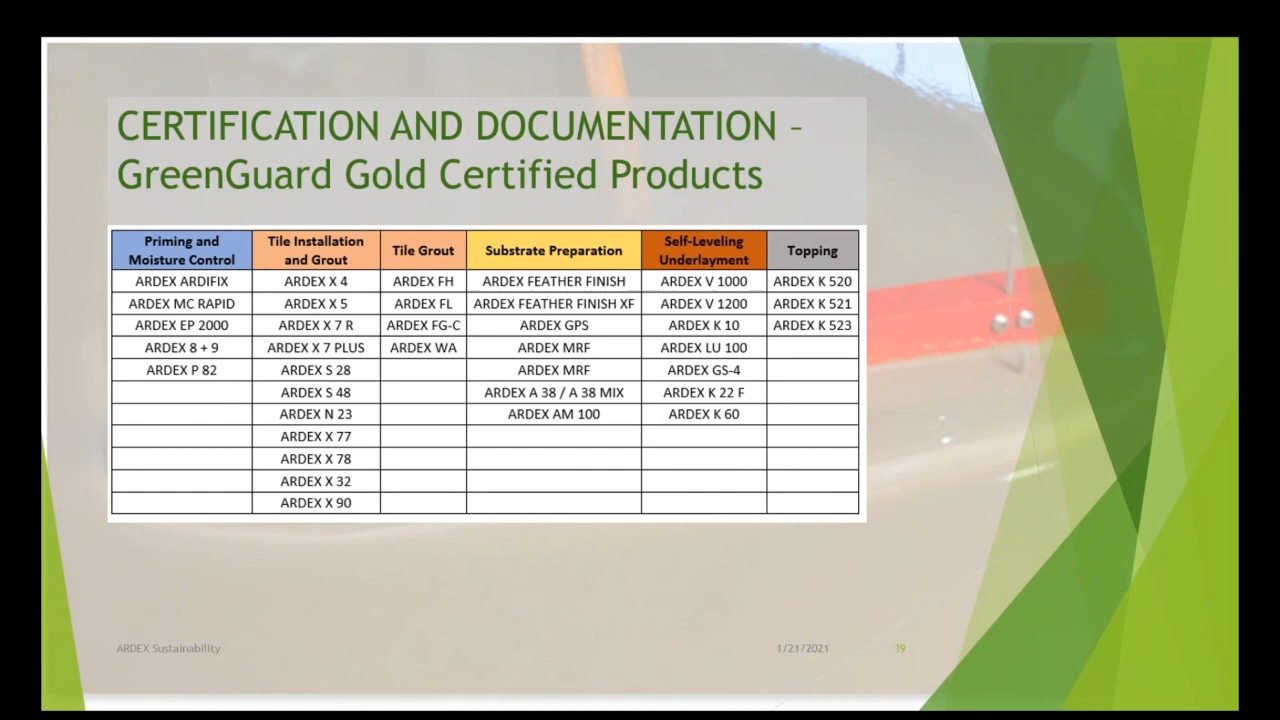 CERTIFICATION AND DOCUMENTATION –
GreenGuard Gold Certified Products
Priming and Moisture Control | Tile Installation and Grout | Tile Grout | Substrate Preparation | Self-Leveling Underlayment | Topping
ARDEX ARDIFIX | ARDEX X 4 | ARDEX FH | ARDEX FEATHER FINISH | ARDEX V 1000 | ARDEX K 520
ARDEX MC RAPID | ARDEX X 5 | ARDEX FL | ARDEX FEATHER FINISH XF | ARDEX V 1200 | ARDEX K 521
ARDEX EP 2000 | ARDEX X 7 R | ARDEX FG-C | ARDEX GPS | ARDEX K 10 | ARDEX K 523
ARDEX 8 + 9 | ARDEX X 7 PLUS | ARDEX WA | ARDEX MRF | ARDEX LU 100
ARDEX P 82 | ARDEX S 28 | ARDEX MRF | ARDEX GS-4
ARDEX S 48 | ARDEX A 38 / A 38 MIX | ARDEX K 22 F
ARDEX N 23 | ARDEX AM 100 | ARDEX K 60
ARDEX X 77
ARDEX X 78
ARDEX X 32
ARDEX X 90
ARDEX Sustainability 1/21/2021 39